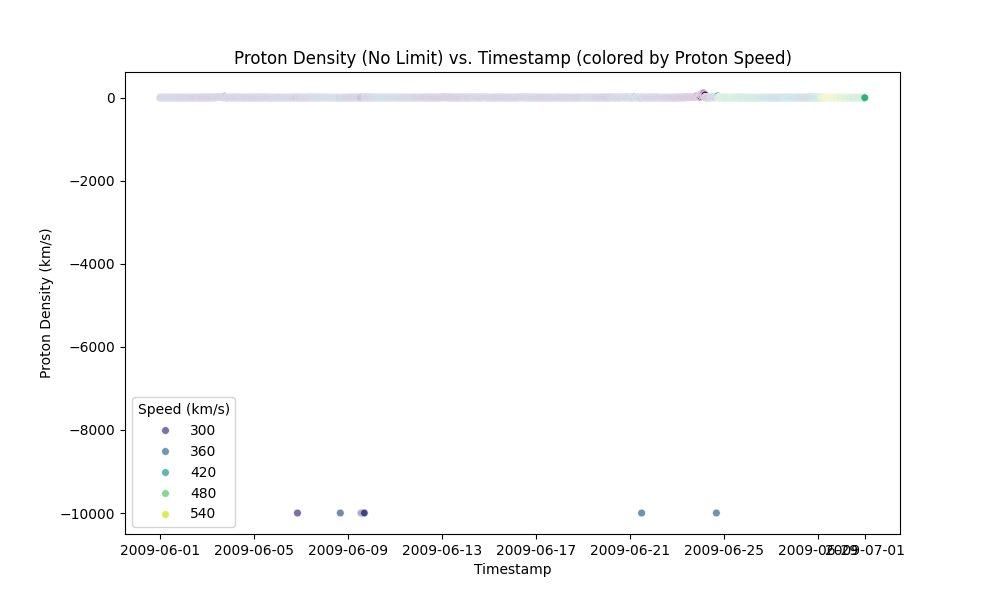 Proton Density (No Limit) vs. Timestamp (colored by Proton Speed)
Proton Density (km/s)
0
−2000
−4000
−6000
−8000
−10000
Speed (km/s)
300
360
420
480
540
2009-06-01 2009-06-05 2009-06-09 2009-06-13 2009-06-17 2009-06-21 2009-06-25 2009-06-29 2009-07-01
Timestamp